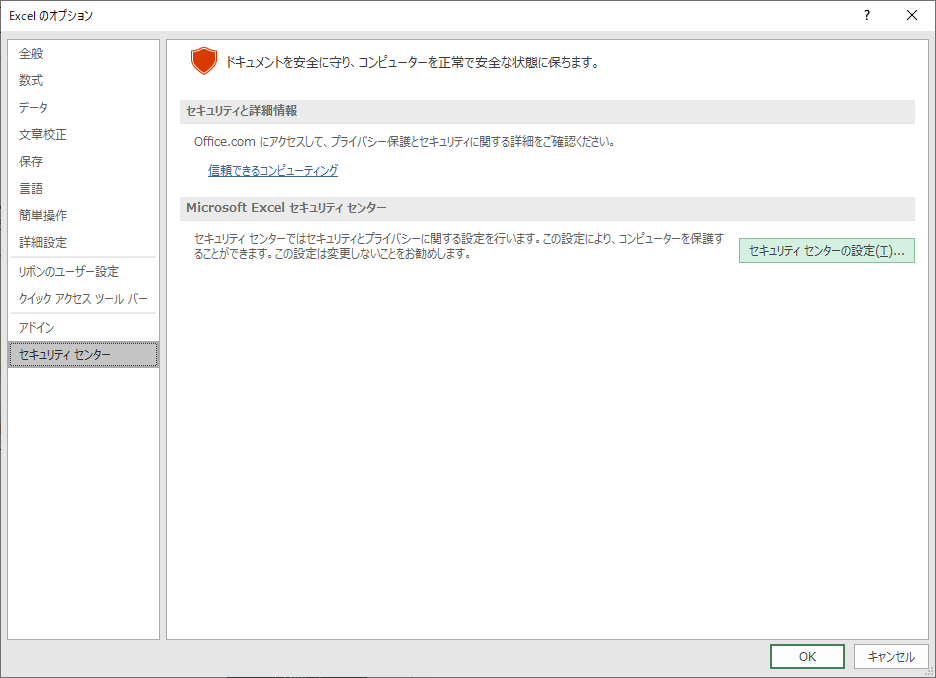 Excel のオプション
?
全般
数式
データ
文章校正
保存
言語
簡単操作
詳細設定
リボンのユーザー設定
クイック アクセス ツール バー
アドイン
セキュリティ センター
ドキュメントを安全に守り、コンピューターを正常で安全な状態に保ちます。
セキュリティと詳細情報
Office.com にアクセスして、プライバシー保護とセキュリティに関する詳細をご確認ください。
信頼できるコンピューティング
Microsoft Excel セキュリティ センター
セキュリティ センターではセキュリティとプライバシーに関する設定を行います。この設定により、コンピューターを保護す
ることができます。この設定は変更しないことをお勧めします。
セキュリティ センターの設定(T)...
OK
キャンセル